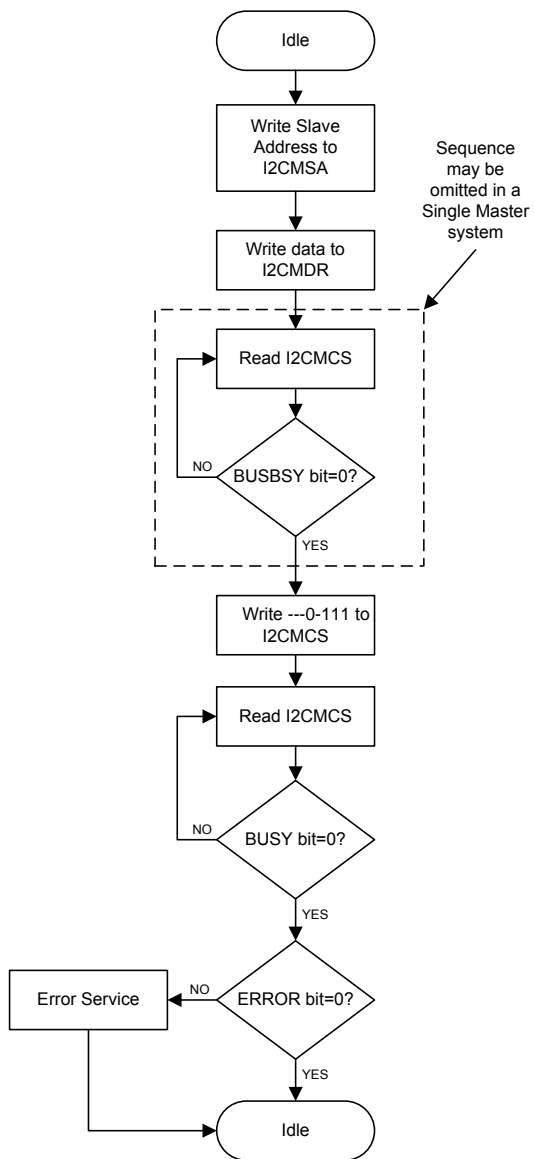 Idle
Write Slave
Address to
I2CMSA
Sequence
may be
omitted in a
Single Master
system
Write data to
I2CMDR
Read I2CMCS
NO
BUSBSY bit=0?
YES
Write ---0-111 to
I2CMCS
Read I2CMCS
NO
BUSY bit=0?
YES
Error Service
NO
ERROR bit=0?
YES
Idle